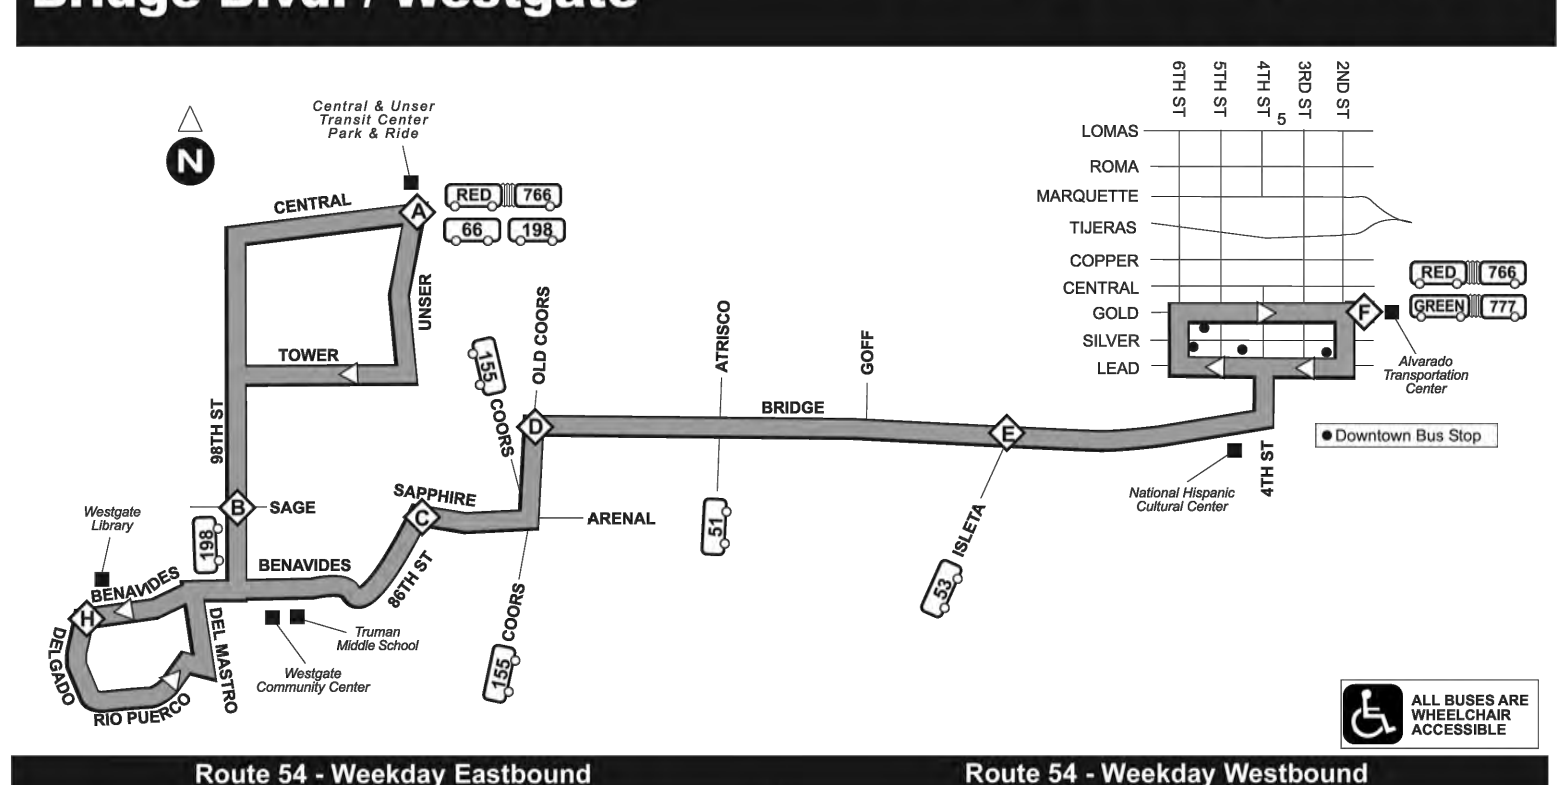 Bridge Blvd. / Westgate
Central & Unser
Transit Center
Park & Ride
N
CENTRAL
A
RED 766
66 198
UNSER
TOWER
98TH ST
B
SAGE
198
Westgate
Library
BENAVIDES
H
DELGADO
RIO PUERCO
DEL MASTRO
BENAVIDES
Truman
Middle School
Westgate
Community Center
86TH ST
C
SAPPHIRE
155
COORS
OLD COORS
D
ARENAL
COORS
155
ATRISCO
51
BRIDGE
GOFF
E
ISLETA
53
6TH ST
5TH ST
4TH ST
5
3RD ST
2ND ST
LOMAS
ROMA
MARQUETTE
TIJERAS
COPPER
CENTRAL
GOLD
SILVER
LEAD
F
RED 766
GREEN 777
Alvarado
Transportation
Center
Downtown Bus Stop
4TH ST
National Hispanic
Cultural Center
ALL BUSES ARE
WHEELCHAIR
ACCESSIBLE
Route 54 - Weekday Eastbound
Route 54 - Weekday Westbound